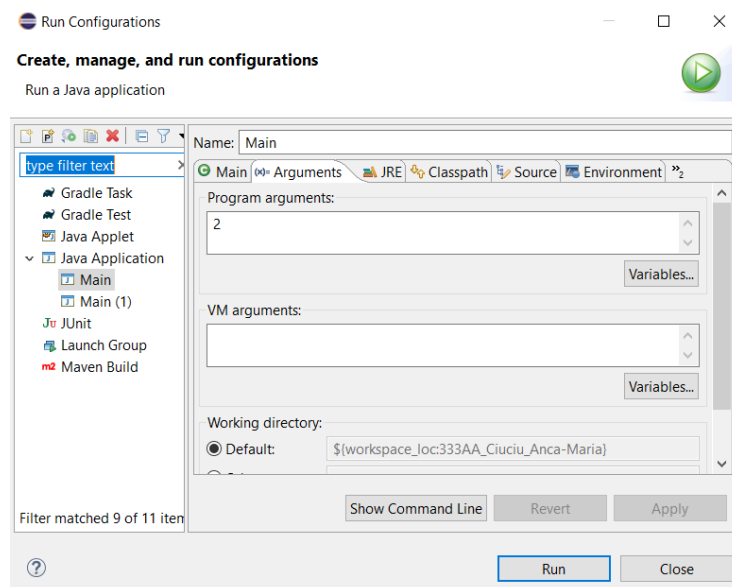 Run Configurations
Create, manage, and run configurations
Run a Java application
Name: Main
type filter text
Main (x)= Arguments JRE Classpath Source Environment »2
Gradle Task
Gradle Test
Java Applet
Java Application
Main
Main (1)
Ju JUnit
Launch Group
m2 Maven Build
Filter matched 9 of 11 item
Program arguments:
2
Variables...
VM arguments:
Variables...
Working directory:
Default: ${workspace_loc:333AA_Ciuciu_Anca-Maria}
Show Command Line Revert Apply
Run Close